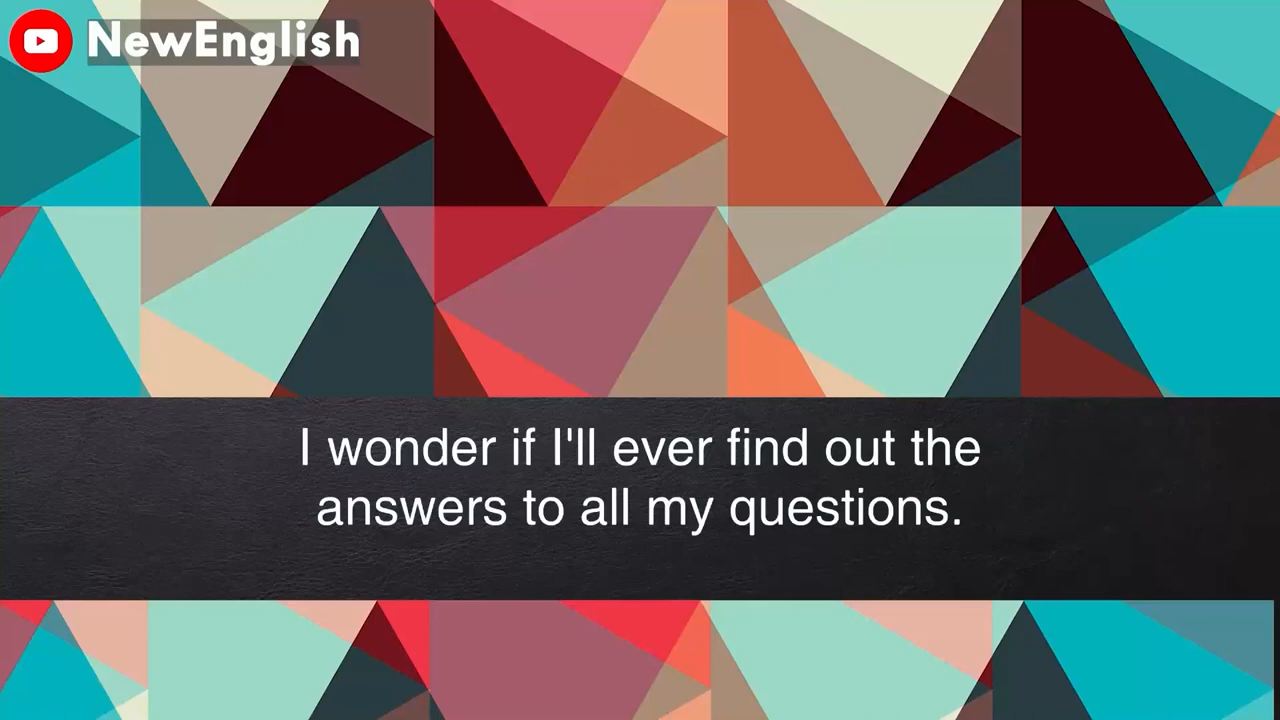 NewEnglish
I wonder if I'll ever find out the
answers to all my questions.